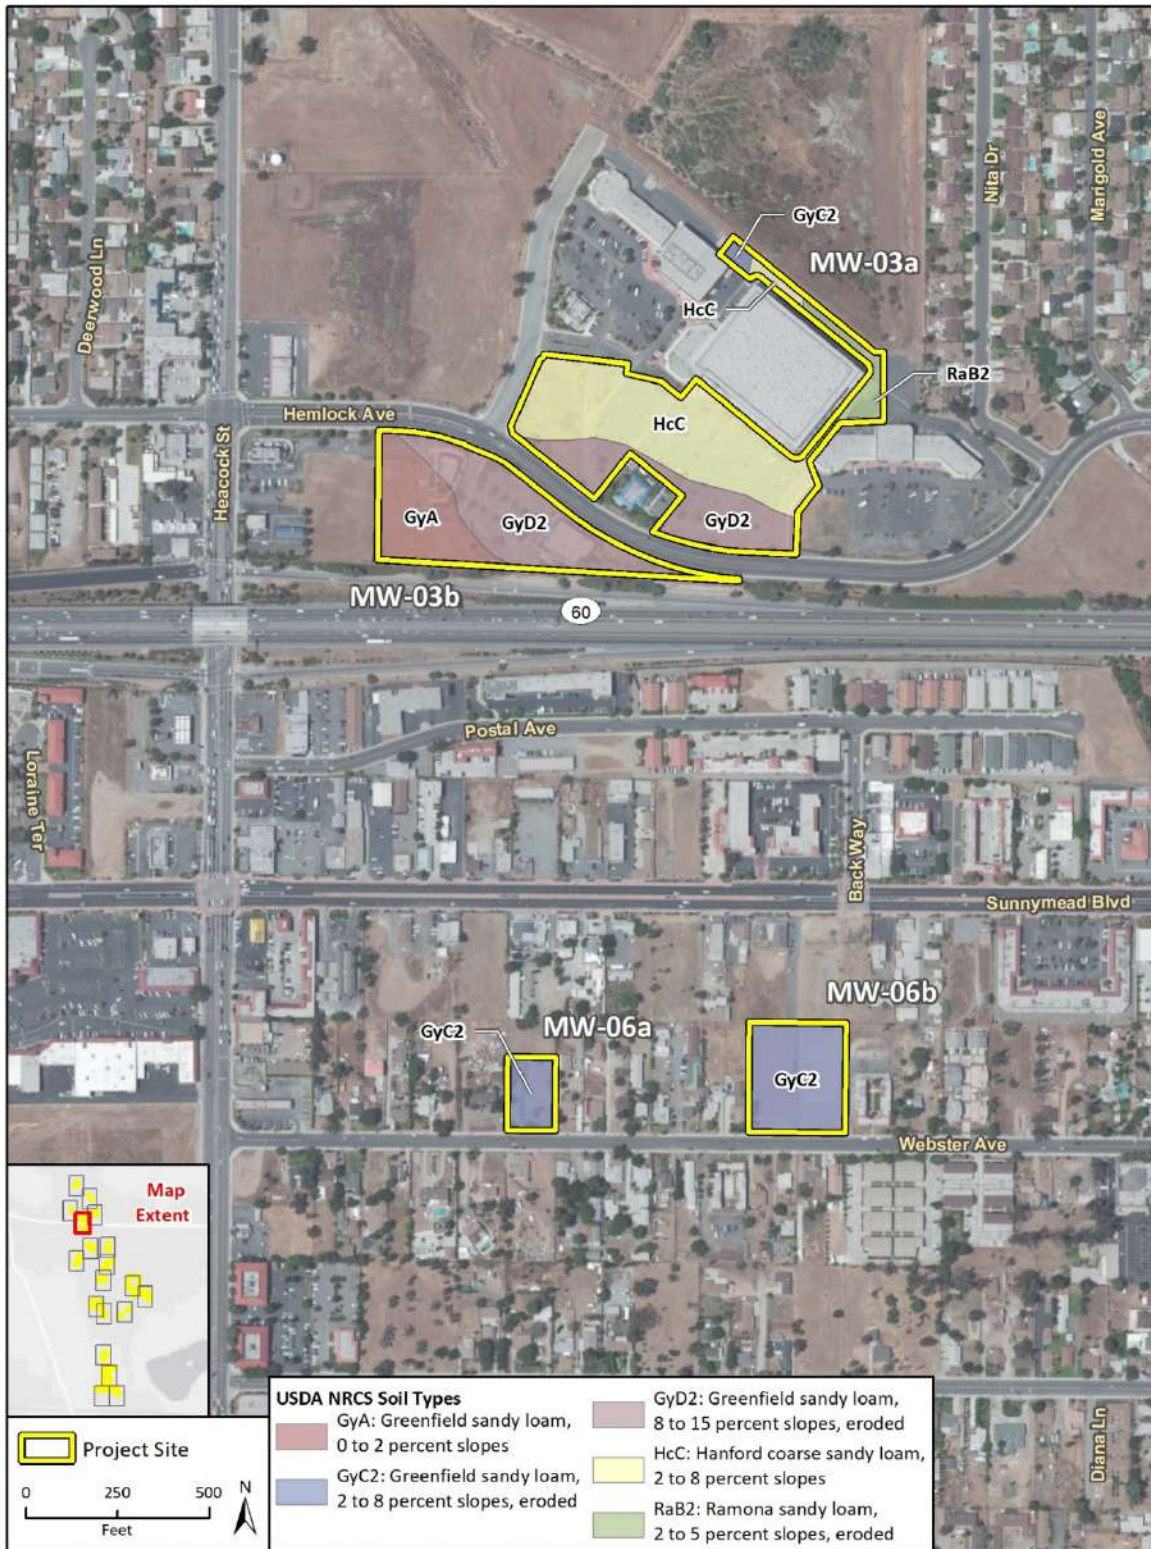 GyC2
MW-03a
HcC
RaB2
HcC
Hemlock Ave
GyA
GyD2
GyD2
MW-03b
60
Deerwood Ln
Heacock St
Nita Dr
Marigold Ave
Postal Ave
Loraine Ter
Back Way
Sunnymead Blvd
MW-06b
MW-06a
GyC2
GyC2
Webster Ave
Diana Ln
Map
Extent
Project Site
0 250 500
Feet
N
USDA NRCS Soil Types
GyA: Greenfield sandy loam,
0 to 2 percent slopes
GyC2: Greenfield sandy loam,
2 to 8 percent slopes, eroded
GyD2: Greenfield sandy loam,
8 to 15 percent slopes, eroded
HcC: Hanford coarse sandy loam,
2 to 8 percent slopes
RaB2: Ramona sandy loam,
2 to 5 percent slopes, eroded